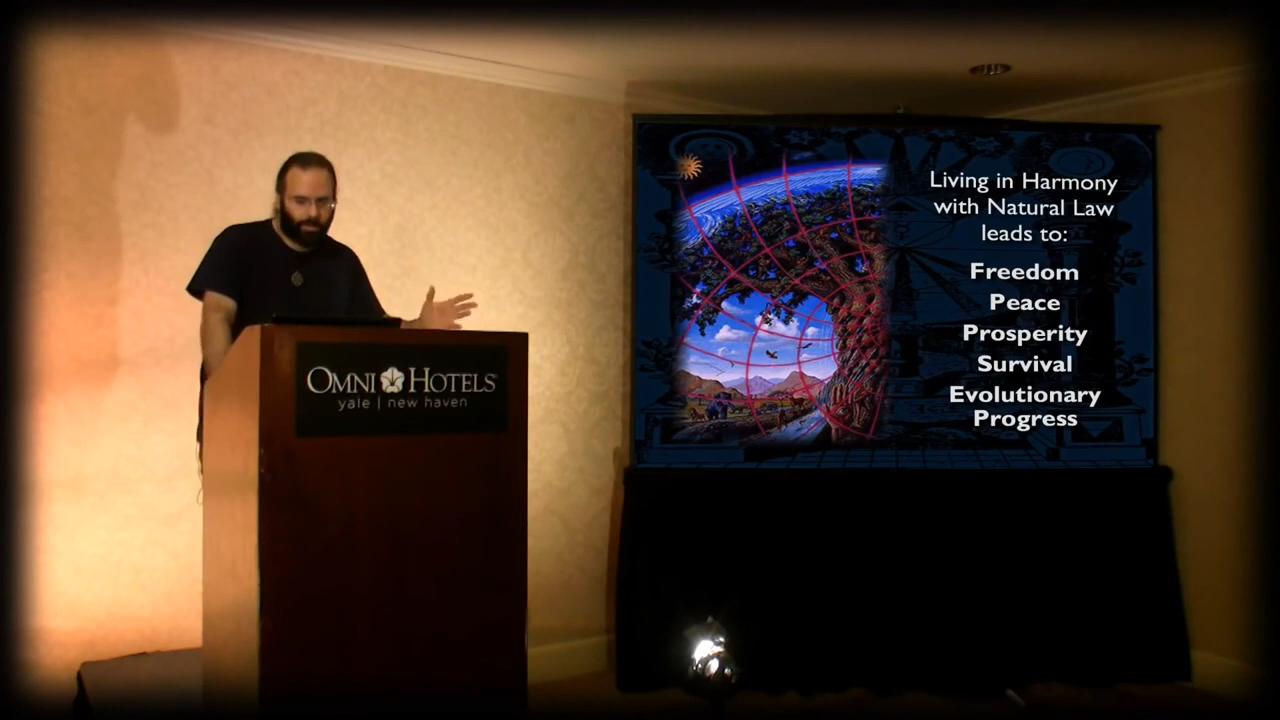 OMNI HOTELS
yale | new haven
Living in Harmony
with Natural Law
leads to:
Freedom
Peace
Prosperity
Survival
Evolutionary
Progress